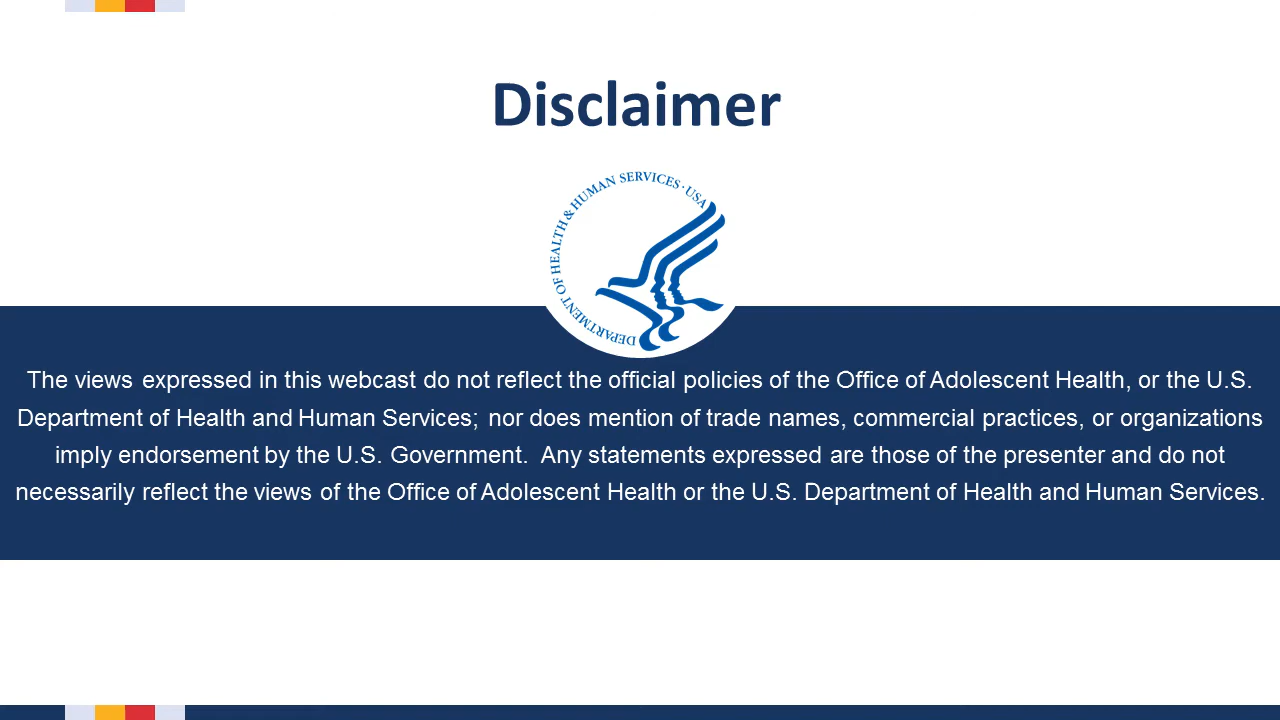 Disclaimer
DEPARTMENT OF HEALTH & HUMAN SERVICES · USA
The views expressed in this webcast do not reflect the official policies of the Office of Adolescent Health, or the U.S.
Department of Health and Human Services; nor does mention of trade names, commercial practices, or organizations
imply endorsement by the U.S. Government.  Any statements expressed are those of the presenter and do not
necessarily reflect the views of the Office of Adolescent Health or the U.S. Department of Health and Human Services.